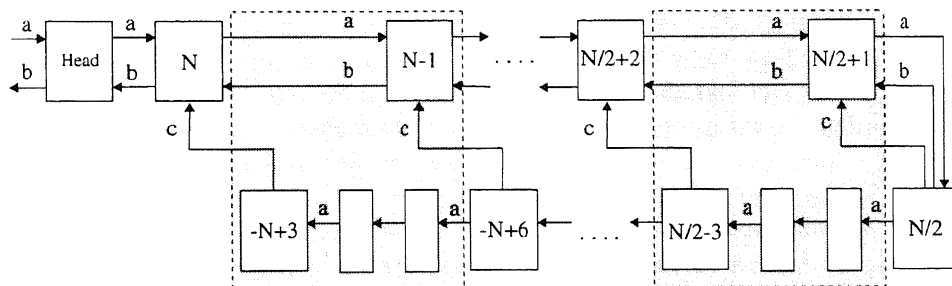 a a a a a
Head N N-1 . . . . N/2+2 N/2+1
b b b b b
c c c c
-N+3 a a -N+6 . . . . N/2-3 a a N/2